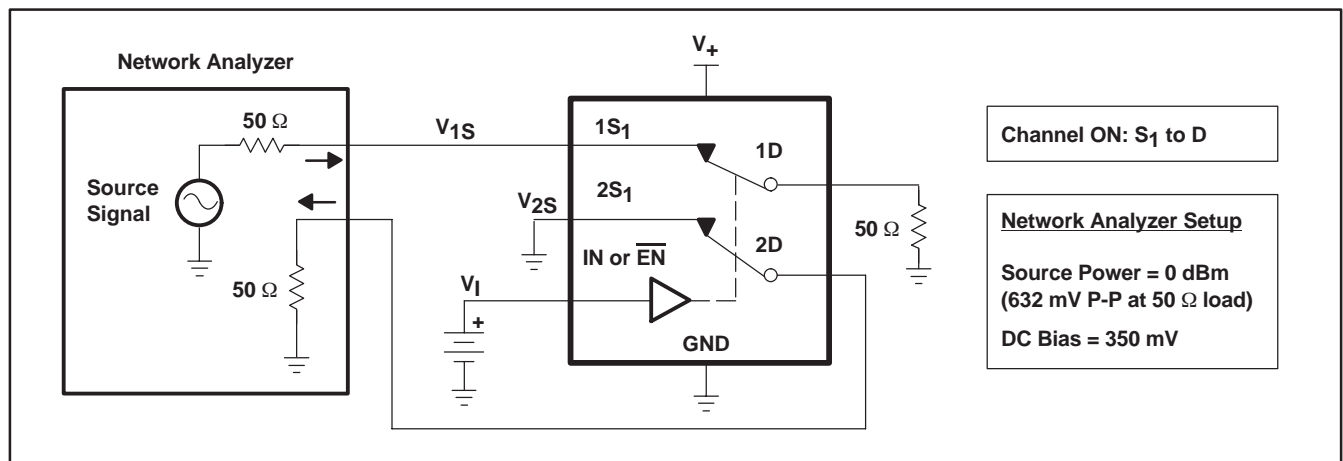 Network Analyzer
50 Ω
Source
Signal
50 Ω
V1S
V2S
VI
+
V+
1S1
2S1
IN or E̅N̅
1D
2D
GND
50 Ω
Channel ON: S1 to D
Network Analyzer Setup
Source Power = 0 dBm
(632 mV P-P at 50 Ω load)
DC Bias = 350 mV